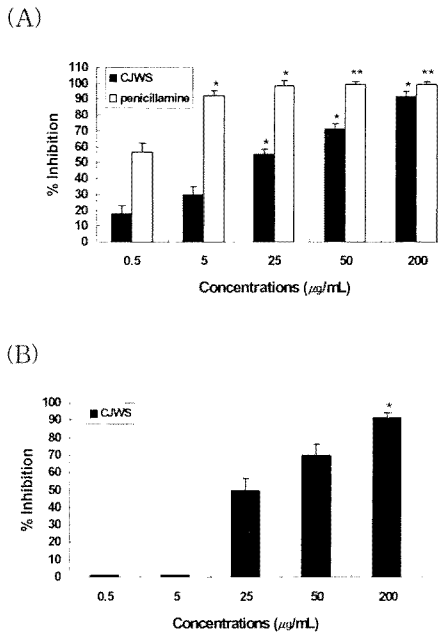 (A)
CJWS
penicillamine
% Inhibition
110
100
90
80
70
60
50
40
30
20
10
0
* * ** **
* * *
0.5 5 25 50 200
Concentrations (μg/mL)
(B)
CJWS
% Inhibition
100
90
80
70
60
50
40
30
20
10
0
*
0.5 5 25 50 200
Concentrations (μg/mL)